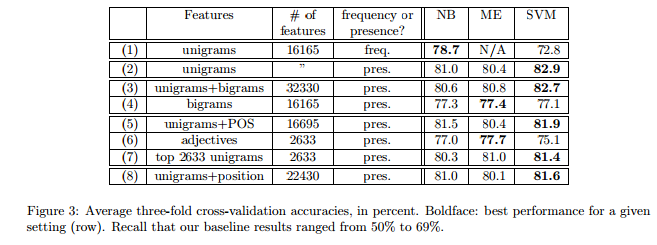 Features # of features frequency or presence? NB ME SVM
(1) unigrams 16165 freq. 78.7 N/A 72.8
(2) unigrams " pres. 81.0 80.4 82.9
(3) unigrams+bigrams 32330 pres. 80.6 80.8 82.7
(4) bigrams 16165 pres. 77.3 77.4 77.1
(5) unigrams+POS 16695 pres. 81.5 80.4 81.9
(6) adjectives 2633 pres. 77.0 77.7 75.1
(7) top 2633 unigrams 2633 pres. 80.3 81.0 81.4
(8) unigrams+position 22430 pres. 81.0 80.1 81.6
Figure 3: Average three-fold cross-validation accuracies, in percent. Boldface: best performance for a given
setting (row). Recall that our baseline results ranged from 50% to 69%.